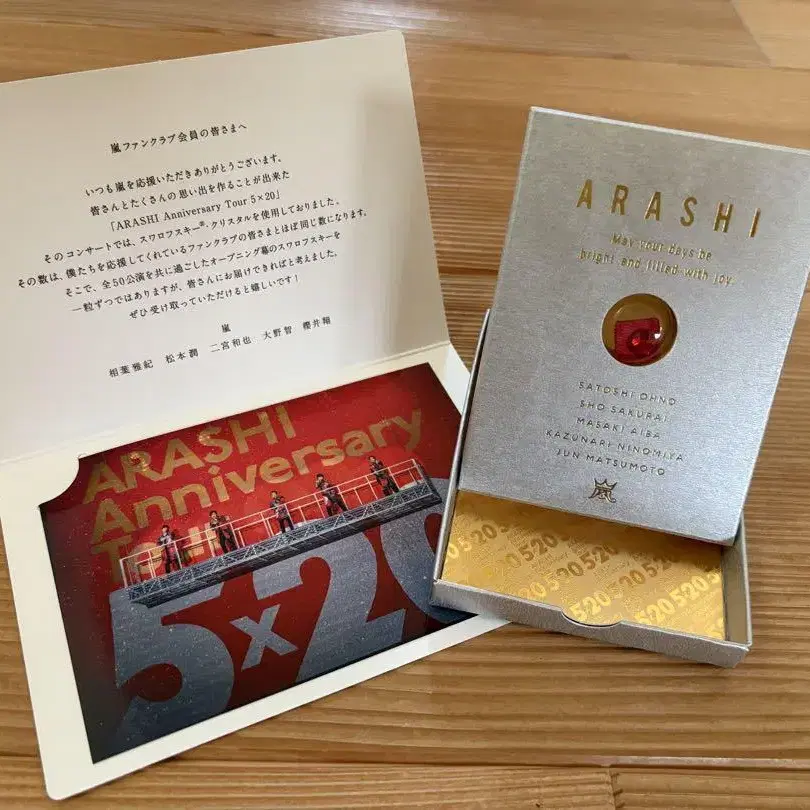 嵐ファンクラブ会員の皆さまへ
いつも嵐を応援いただきありがとうございます。
皆さんとたくさんの思い出を作ることが出来た
「ARASHI Anniversary Tour 5×20」
そのコンサートでは、スワロフスキー®・クリスタルを使用しておりました。
その数は、僕たちを応援してくれているファンクラブの皆さまとほぼ同じ数になります。
そこで、全50公演を共に過ごしたオープニング幕のスワロフスキーを
一粒ずつではありますが、皆さんにお届けできればと考えました。
ぜひ受け取っていただけると嬉しいです!
嵐
相葉雅紀 松本潤 二宮和也 大野智 櫻井翔
ARASHI
Anniversary
Tour
5×20
ARASHI
May your days be
bright and filled with joy.
SATOSHI OHNO
SHO SAKURAI
MASAKI AIBA
KAZUNARI NINOMIYA
JUN MATSUMOTO
嵐
5×20 5×20 5×20